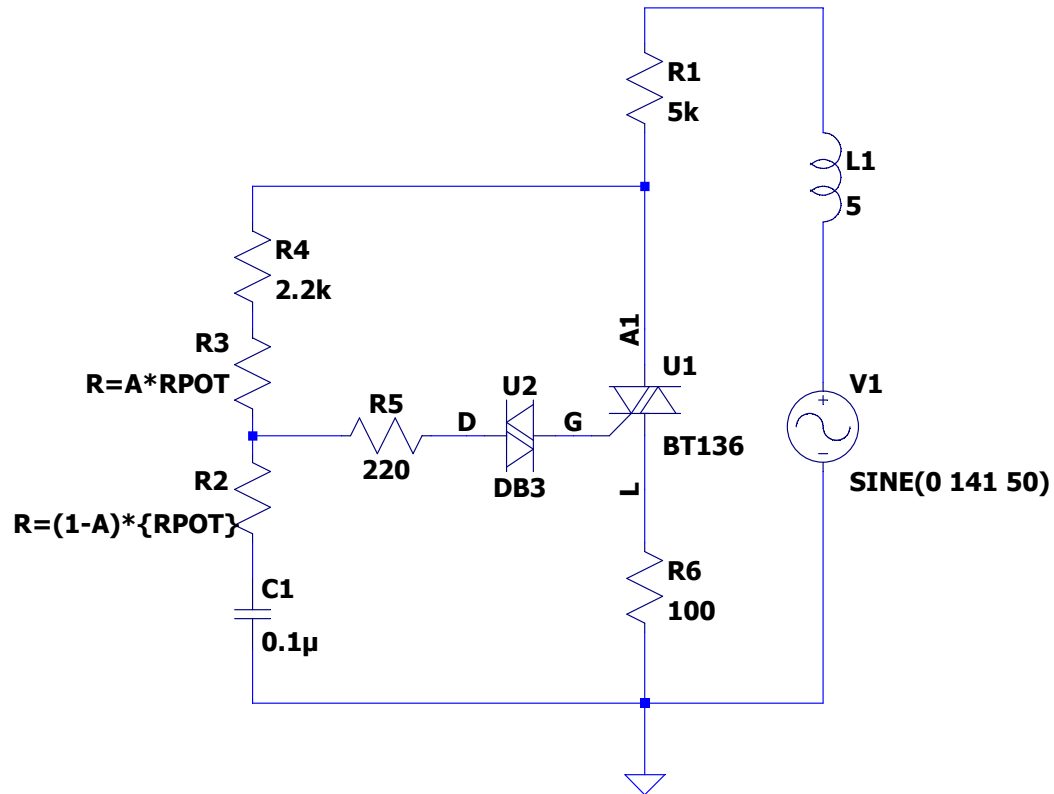 R1
5k
L1
5
R4
2.2k
A1
R3
R=A*RPOT
U1
V1
U2
R5
D
G
BT136
220
DB3
R2
SINE(0 141 50)
L
R=(1-A)*{RPOT}
R6
100
C1
0.1µ
+
−